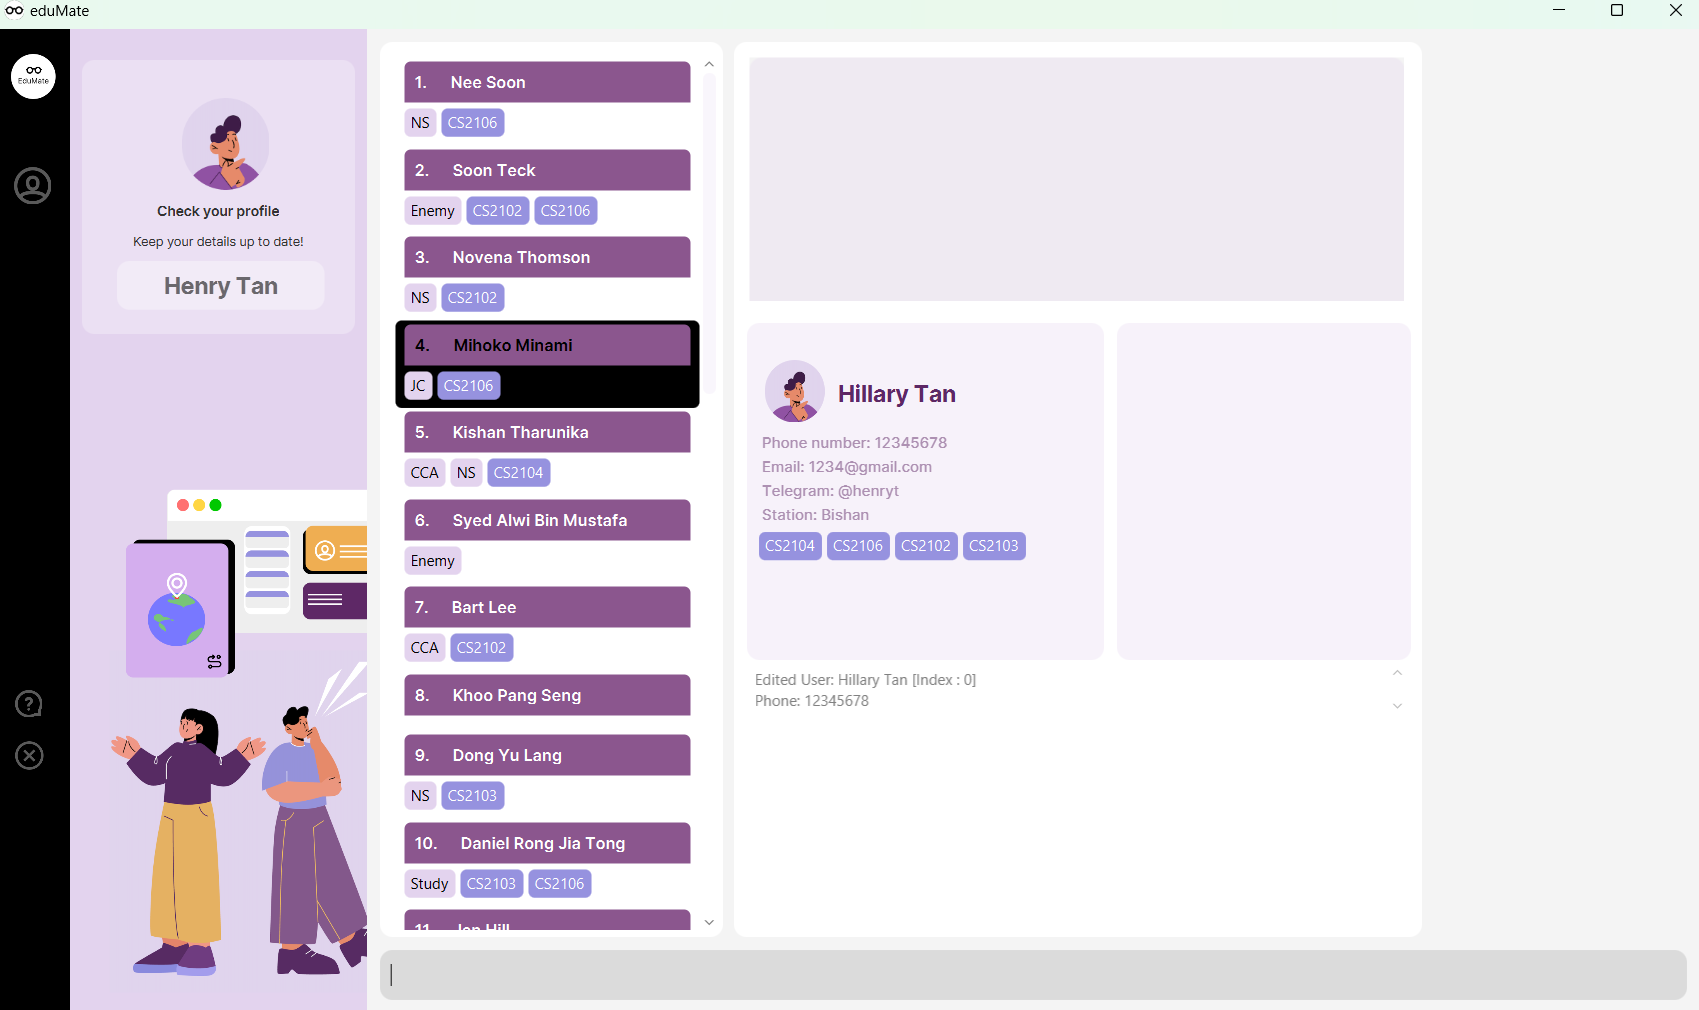 eduMate
EduMate
Check your profile
Keep your details up to date!
Henry Tan
1. Nee Soon
NS CS2106
2. Soon Teck
Enemy CS2102 CS2106
3. Novena Thomson
NS CS2102
4. Mihoko Minami
JC CS2106
5. Kishan Tharunika
CCA NS CS2104
6. Syed Alwi Bin Mustafa
Enemy
7. Bart Lee
CCA CS2102
8. Khoo Pang Seng
9. Dong Yu Lang
NS CS2103
10. Daniel Rong Jia Tong
Study CS2103 CS2106
11. Jen Hill
Hillary Tan
Phone number: 12345678
Email: 1234@gmail.com
Telegram: @henryt
Station: Bishan
CS2104 CS2106 CS2102 CS2103
Edited User: Hillary Tan [Index : 0]
Phone: 12345678